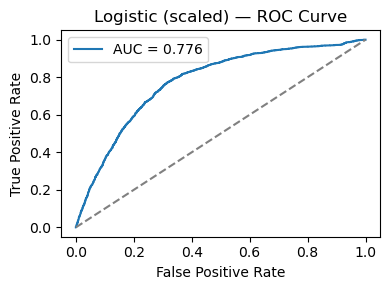 Logistic (scaled) — ROC Curve
AUC = 0.776
True Positive Rate
1.0
0.8
0.6
0.4
0.2
0.0
0.0 0.2 0.4 0.6 0.8 1.0
False Positive Rate